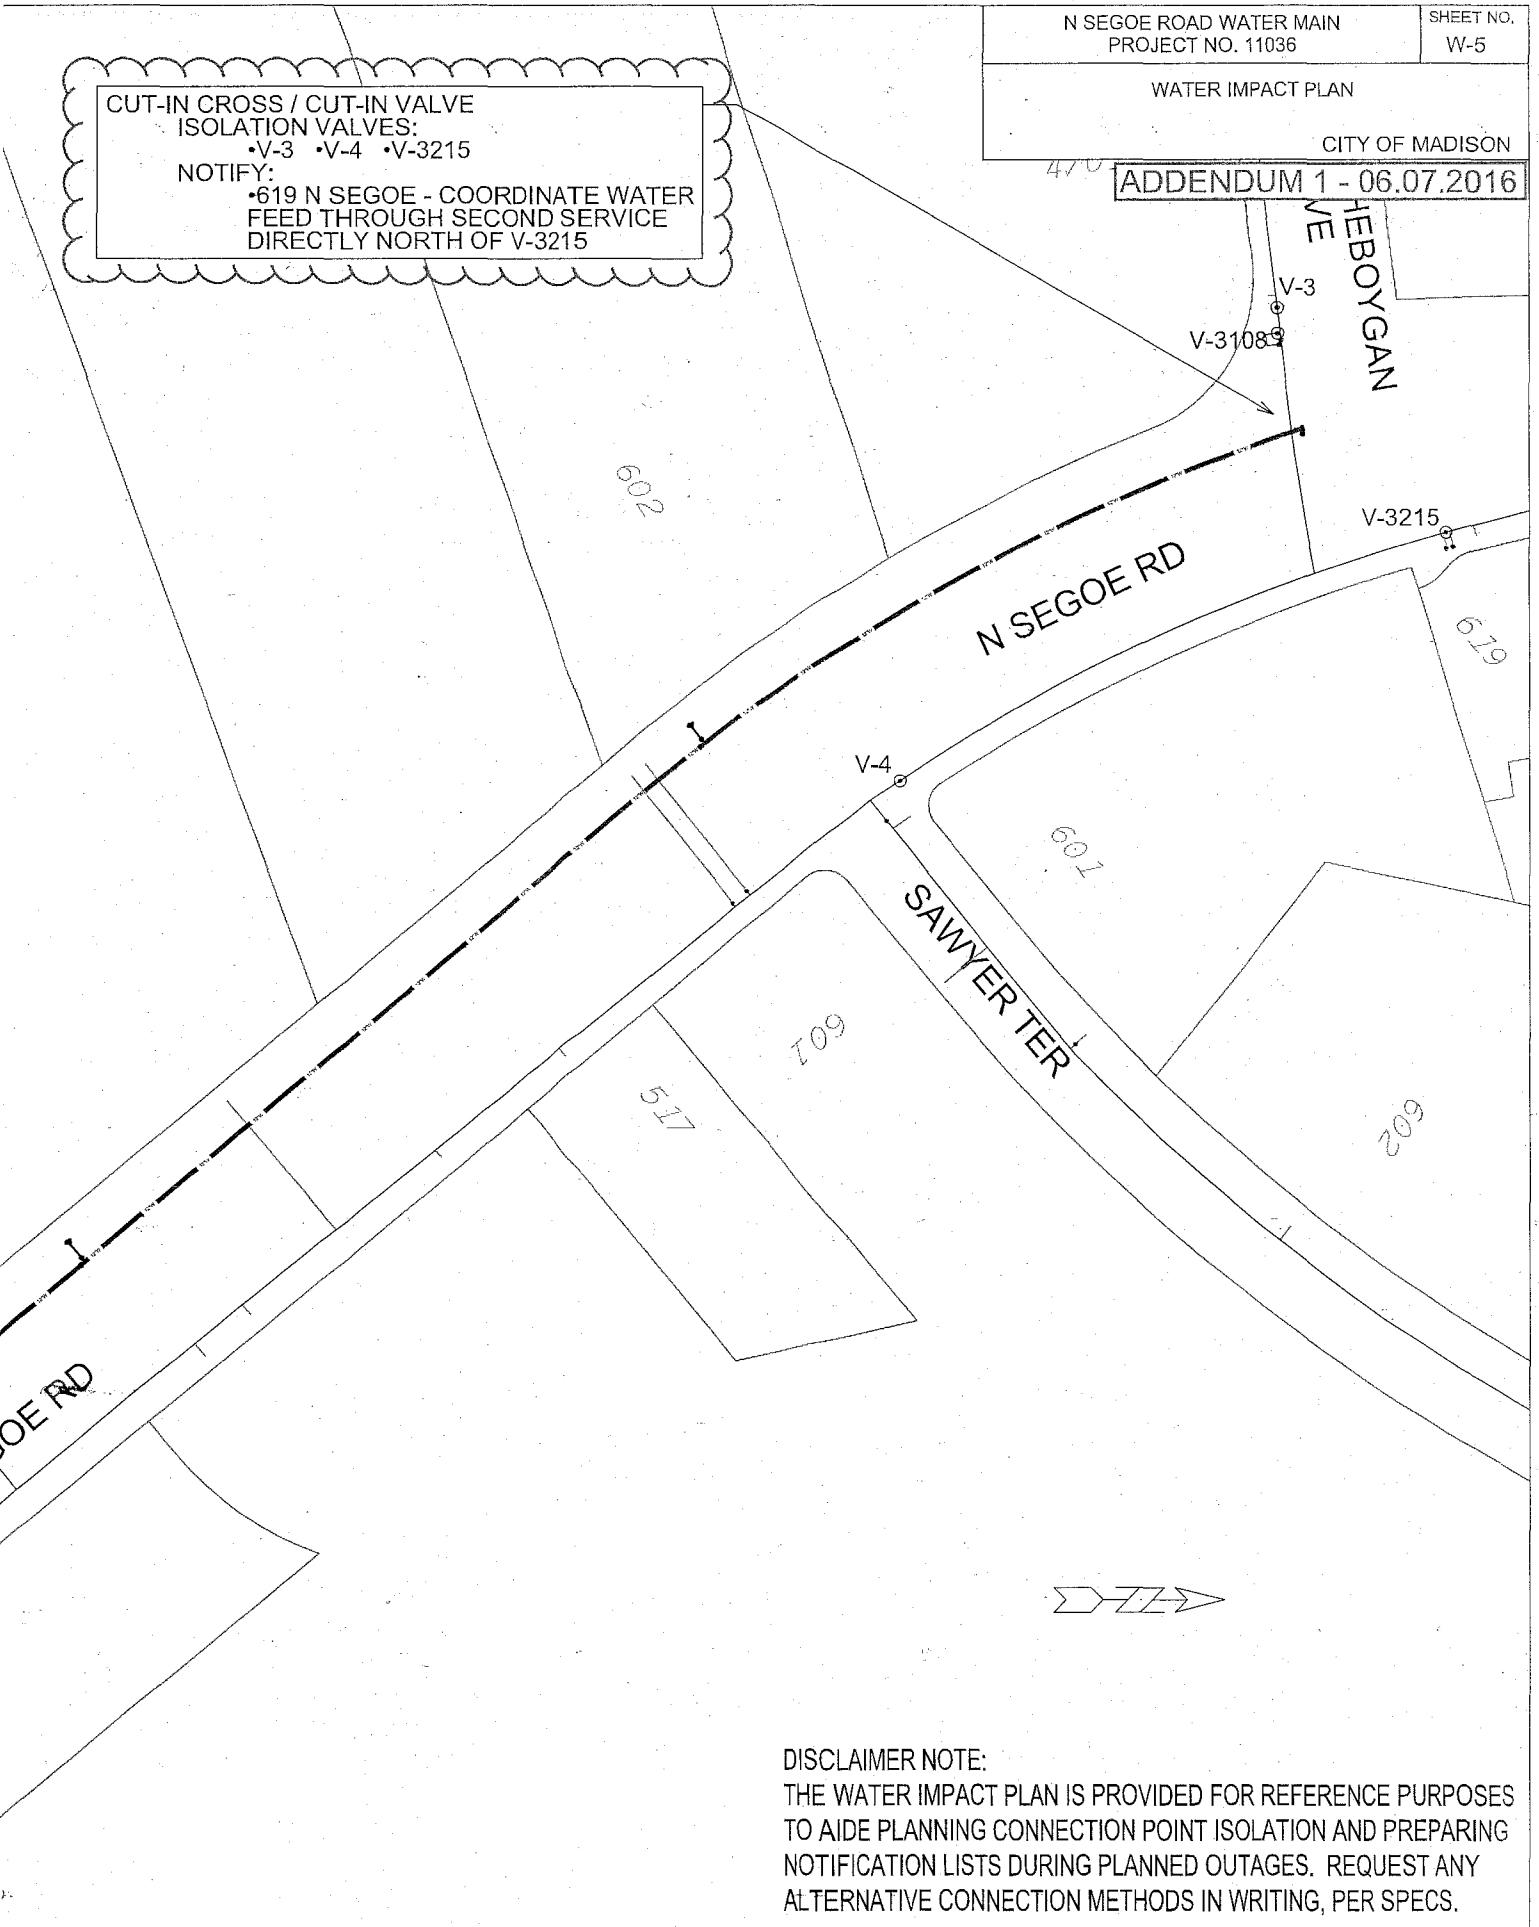 N SEGOE ROAD WATER MAIN
PROJECT NO. 11036
SHEET NO.
W-5
WATER IMPACT PLAN
CITY OF MADISON
ADDENDUM 1 - 06.07.2016
CUT-IN CROSS / CUT-IN VALVE
ISOLATION VALVES:
•V-3 •V-4 •V-3215
NOTIFY:
•619 N SEGOE - COORDINATE WATER
FEED THROUGH SECOND SERVICE
DIRECTLY NORTH OF V-3215
HEBOYGAN
VE
V-3
V-3108
602
V-3215
N SEGOE RD
619
V-4
601
SAWYER TER
601
517
602
OE RD
DISCLAIMER NOTE:
THE WATER IMPACT PLAN IS PROVIDED FOR REFERENCE PURPOSES
TO AIDE PLANNING CONNECTION POINT ISOLATION AND PREPARING
NOTIFICATION LISTS DURING PLANNED OUTAGES. REQUEST ANY
ALTERNATIVE CONNECTION METHODS IN WRITING, PER SPECS.